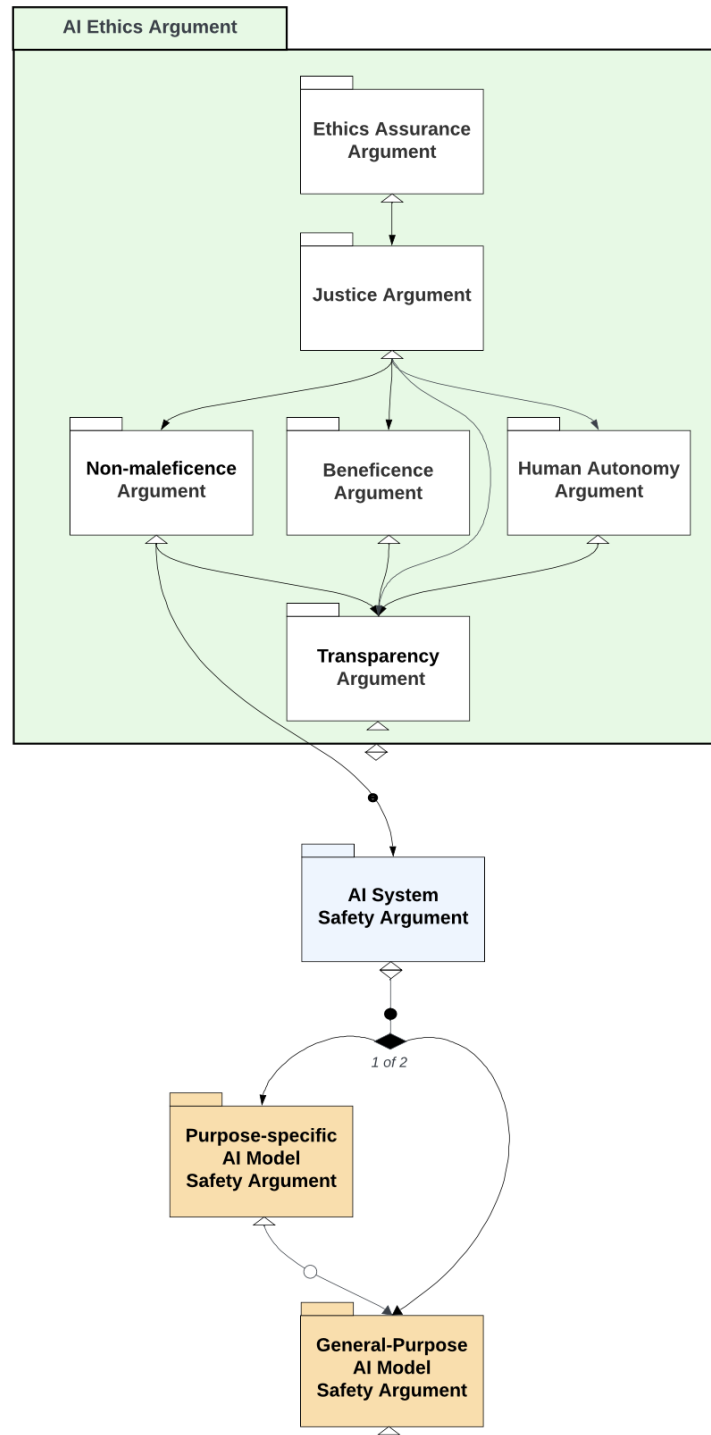 AI Ethics Argument
Ethics Assurance
Argument
Justice Argument
Non-maleficence
Argument
Beneficence
Argument
Human Autonomy
Argument
Transparency
Argument
AI System
Safety Argument
1 of 2
Purpose-specific
AI Model
Safety Argument
General-Purpose
AI Model
Safety Argument